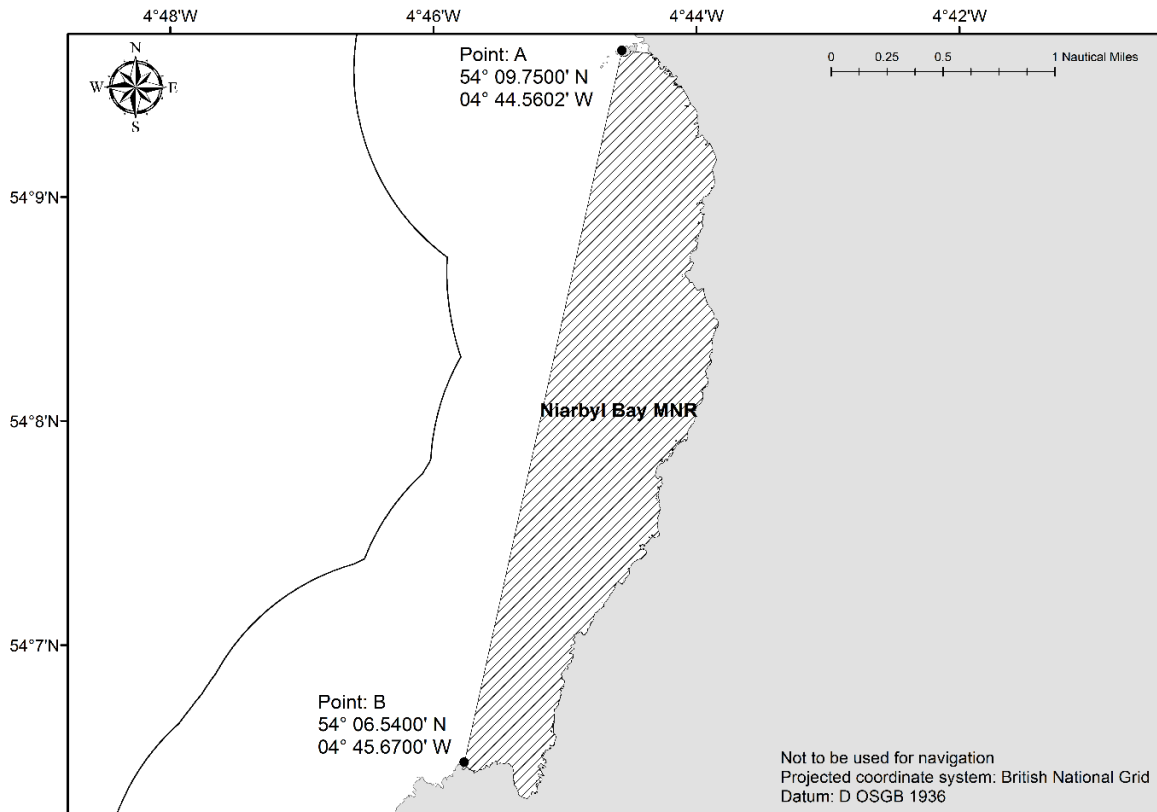 4°48'W 4°46'W 4°44'W 4°42'W
N
W E
S
Point: A
54° 09.7500' N
04° 44.5602' W
0 0.25 0.5 1 Nautical Miles
54°9'N
54°8'N
Niarbyl Bay MNR
54°7'N
Point: B
54° 06.5400' N
04° 45.6700' W
Not to be used for navigation
Projected coordinate system: British National Grid
Datum: D OSGB 1936